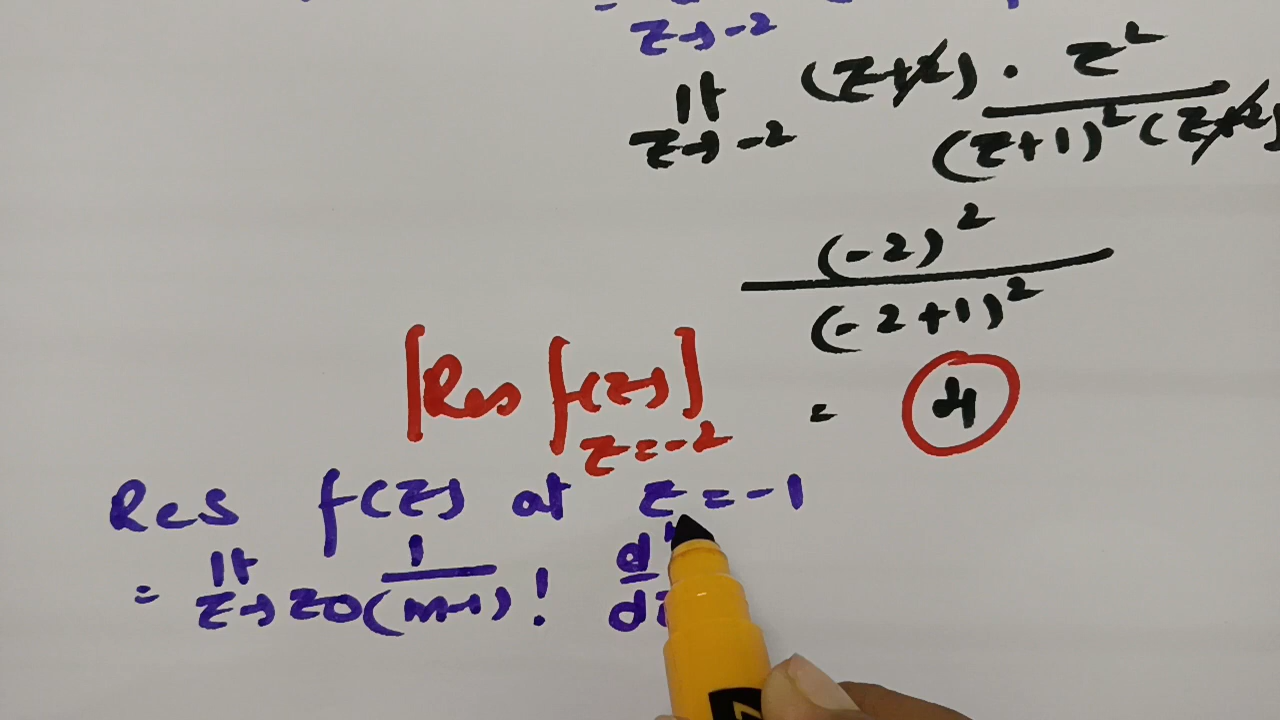 z→-2
lt z→-2 (z+2) · z² / (z+1)² (z+2)
(-2)² / (-2+1)²
[Res f(z)] z=-2 = 4
Res f(z) at z = -1
= lt z→z0 1/(m-1)! d / dz